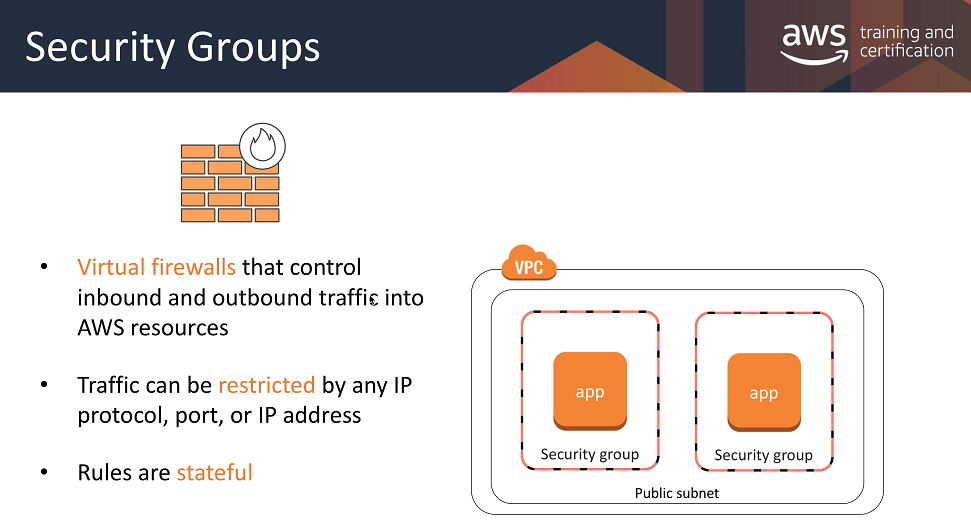 Security Groups
aws training and
certification
• Virtual firewalls that control
inbound and outbound traffic into
AWS resources
• Traffic can be restricted by any IP
protocol, port, or IP address
• Rules are stateful
VPC
app
app
Security group
Security group
Public subnet